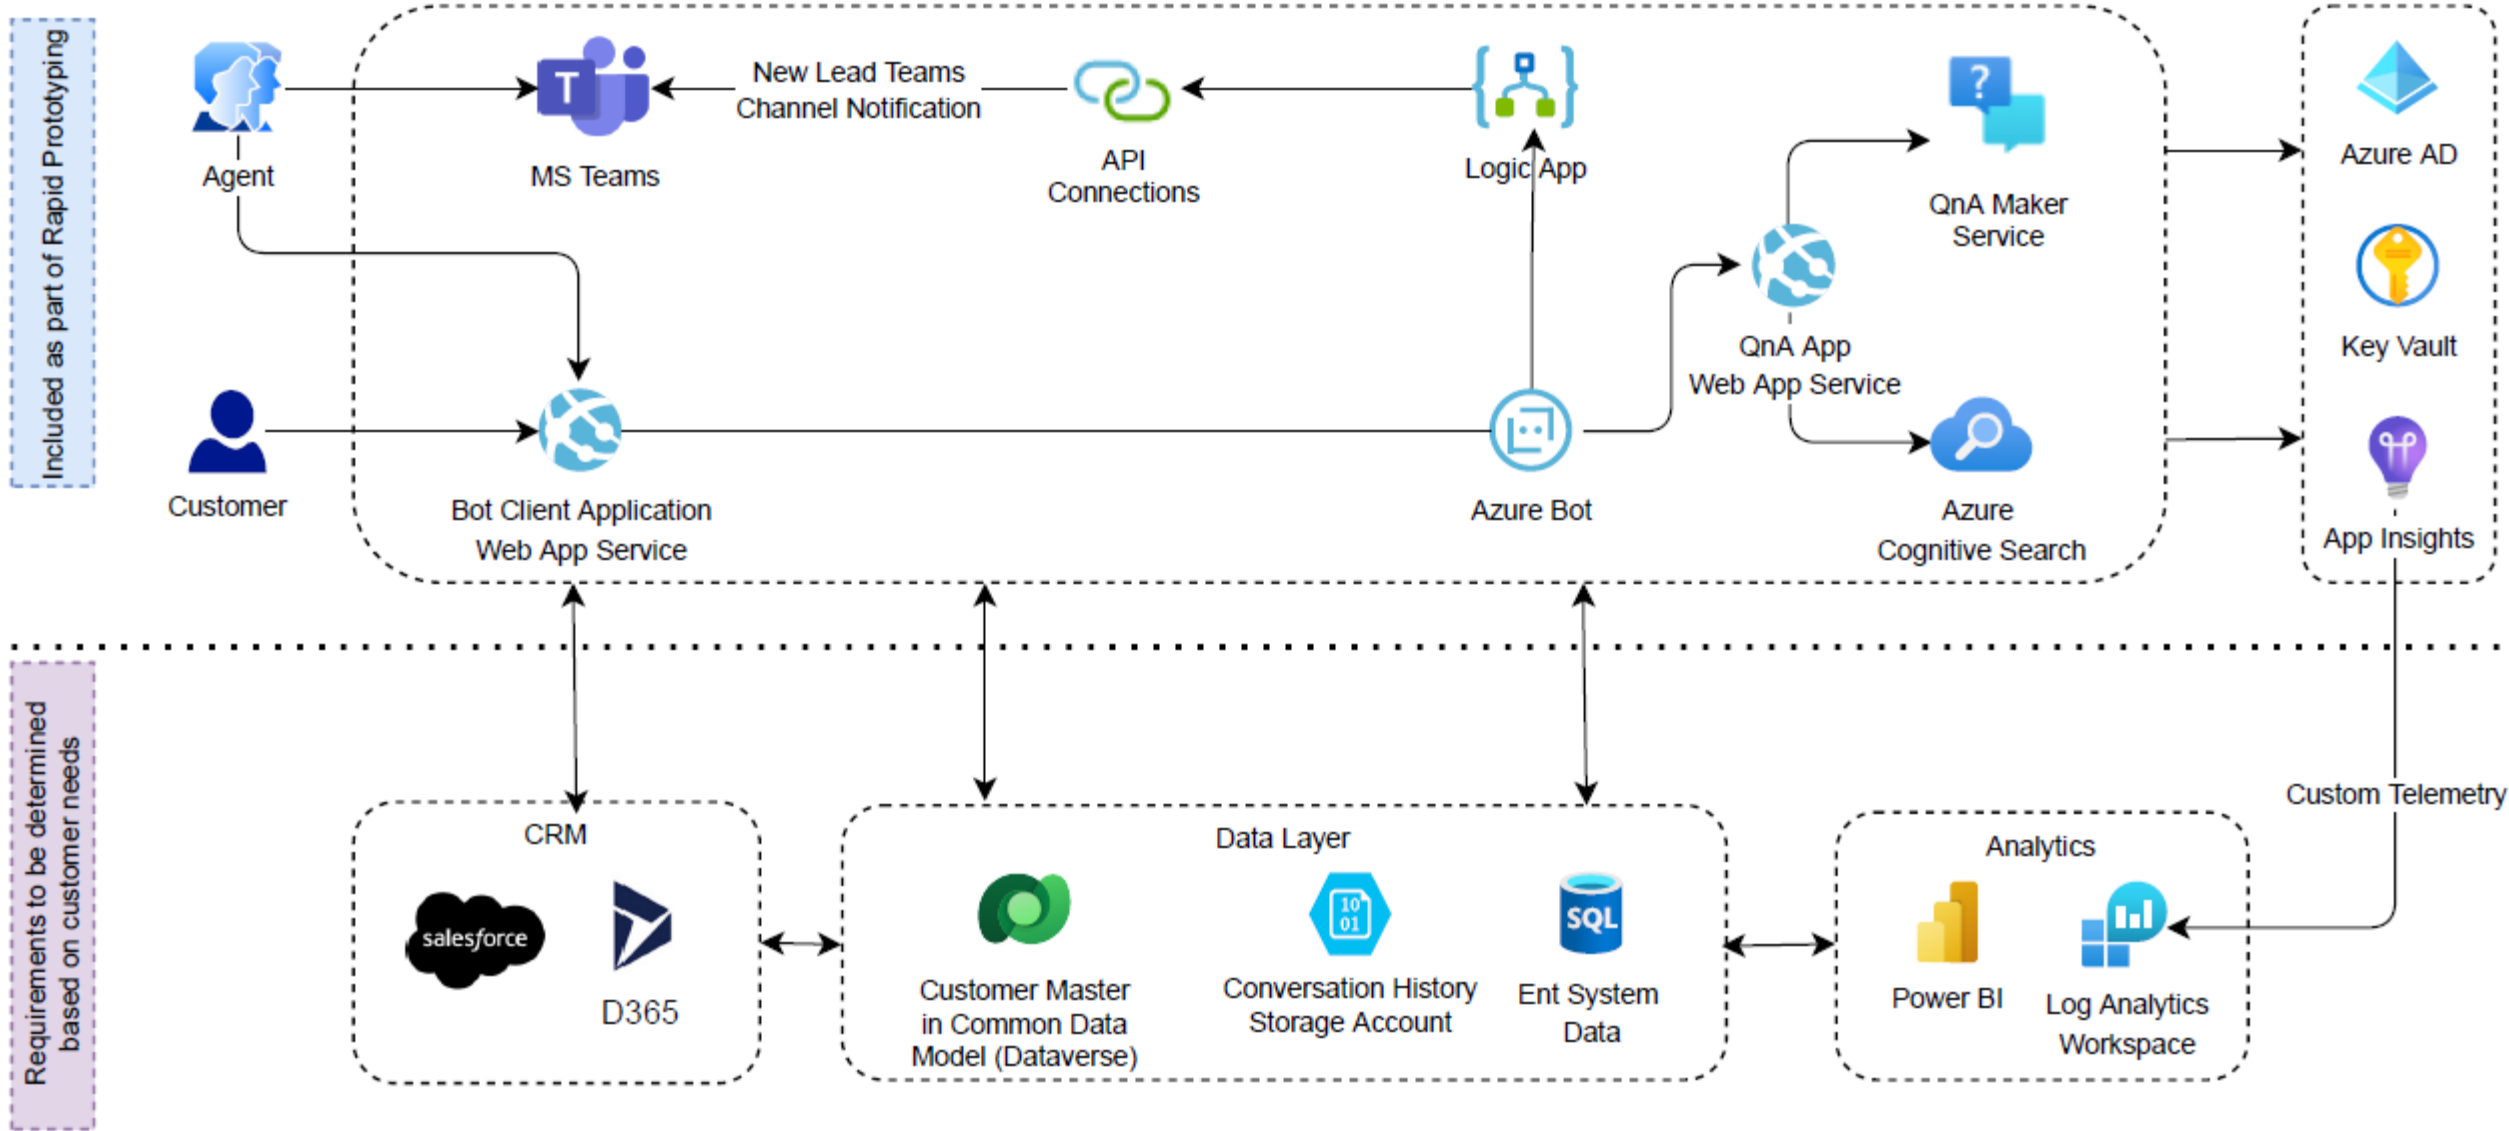 Included as part of Rapid Prototyping
Agent
T
MS Teams
New Lead Teams
Channel Notification
API
Connections
Logic App
?
QnA Maker
Service
Azure AD
Key Vault
App Insights
Customer
Bot Client Application
Web App Service
Azure Bot
QnA App
Web App Service
Azure
Cognitive Search
Requirements to be determined
based on customer needs
CRM
salesforce
D365
Data Layer
Customer Master
in Common Data
Model (Dataverse)
10
01
Conversation History
Storage Account
SQL
Ent System
Data
Analytics
Power BI
Log Analytics
Workspace
Custom Telemetry